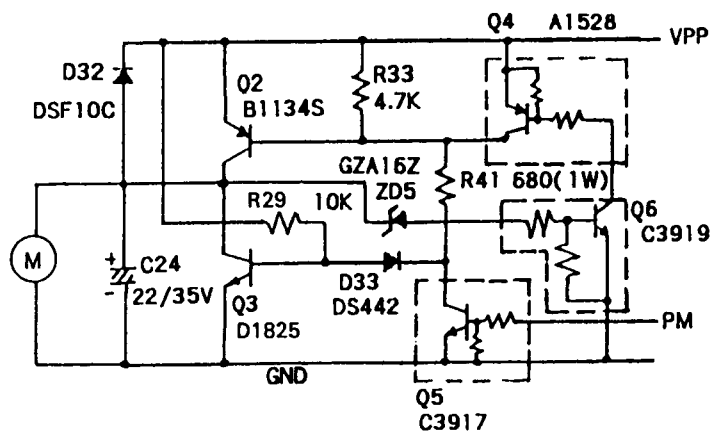 Q4 A1528
VPP
D32
DSF10C
Q2
B1134S
R33
4.7K
GZA16Z
ZD5
R41 680(1W)
R29 10K
Q6
C3919
M
+
-
C24
22/35V
Q3
D1825
D33
DS442
PM
GND
Q5
C3917